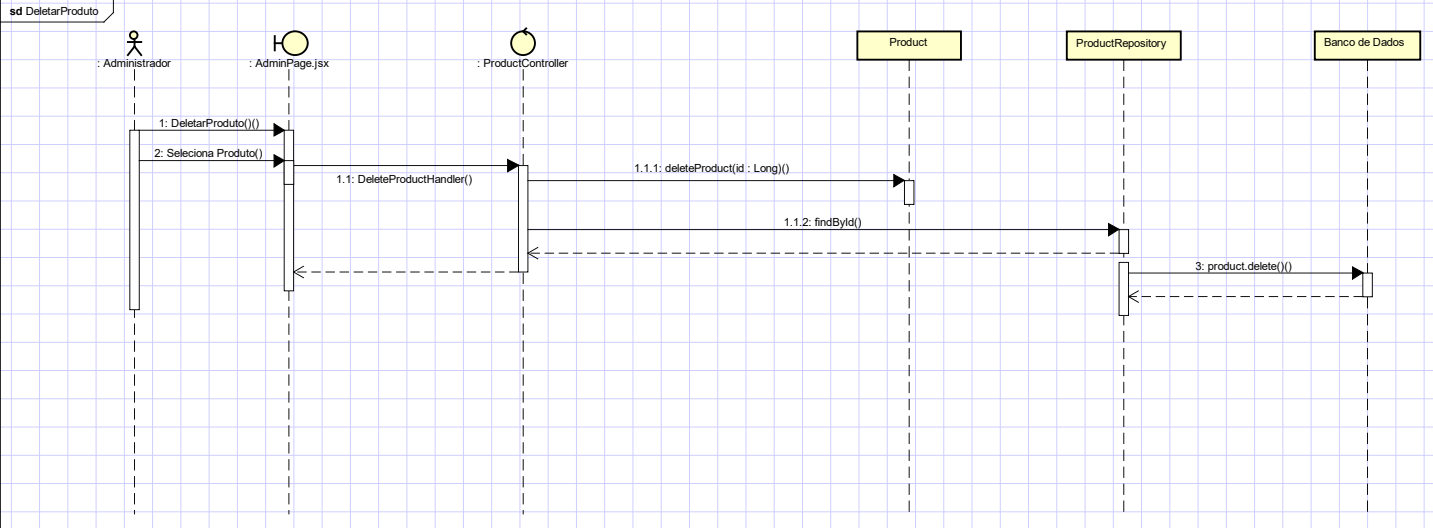 sd DeletarProduto
: Administrador
: AdminPage.jsx
: ProductController
Product
ProductRepository
Banco de Dados
1: DeletarProduto()()
2: Seleciona Produto()
1.1: DeleteProductHandler()
1.1.1: deleteProduct(id : Long)()
1.1.2: findById()
3: product.delete()()